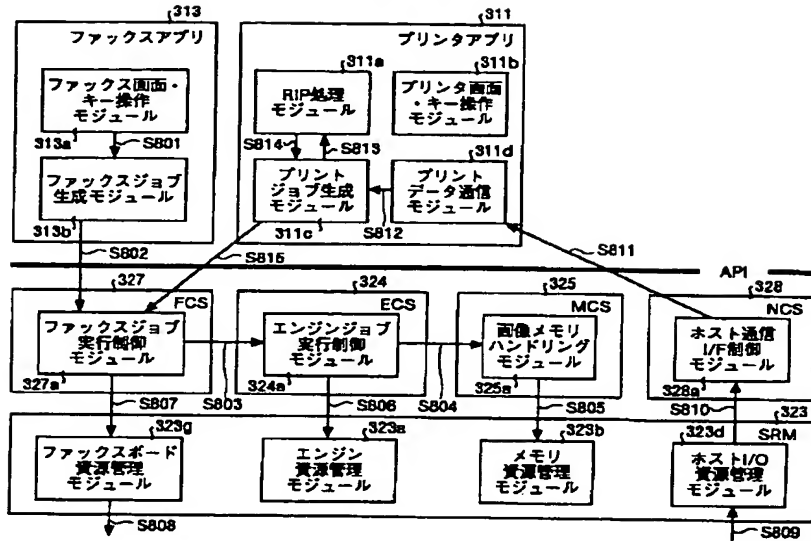 313
ファックスアプリ
ファックス画面・
キー操作
モジュール
313a
S801
ファックスジョブ
生成モジュール
313b
S802
311
プリンタアプリ
311a
RIP処理
モジュール
311b
プリンタ画面
・キー操作
モジュール
S814
S813
311d
プリント
ジョブ生成
モジュール
311c
プリント
データ通信
モジュール
S812
S815
S811
API
327
FCS
ファックスジョブ
実行制御
モジュール
327a
S807
S803
324
ECS
エンジンジョブ
実行制御
モジュール
324a
S806
S804
325
MCS
画像メモリ
ハンドリング
モジュール
325a
S805
328
NCS
ホスト通信
I/F制御
モジュール
328a
S810
323
SRM
323g
ファックスボード
資源管理
モジュール
S808
323a
エンジン
資源管理
モジュール
323b
メモリ
資源管理
モジュール
323d
ホストI/O
資源管理
モジュール
S809